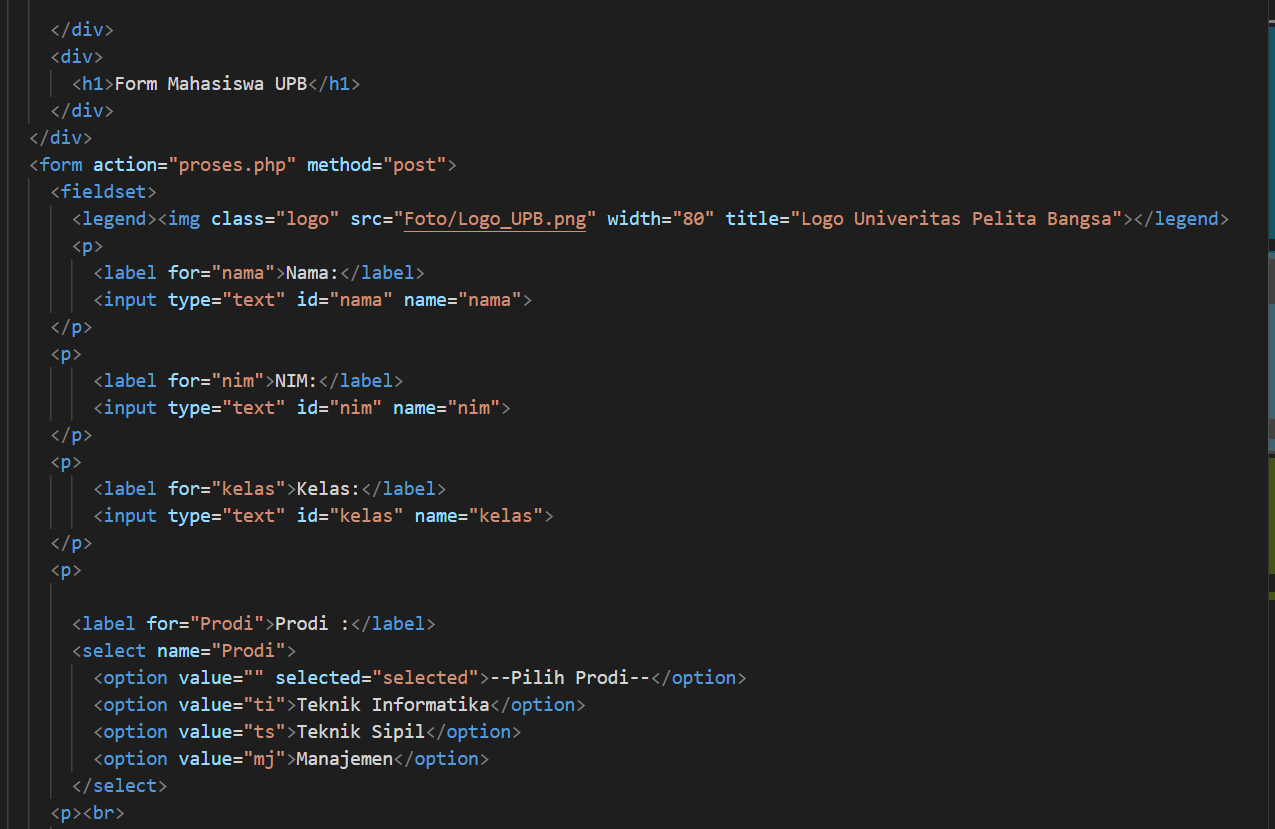 </div>
<div>
<h1>Form Mahasiswa UPB</h1>
</div>
</div>
<form action="proses.php" method="post">
<fieldset>
<legend><img class="logo" src="Foto/Logo_UPB.png" width="80" title="Logo Univeritas Pelita Bangsa"></legend>
<p>
<label for="nama">Nama:</label>
<input type="text" id="nama" name="nama">
</p>
<p>
<label for="nim">NIM:</label>
<input type="text" id="nim" name="nim">
</p>
<p>
<label for="kelas">Kelas:</label>
<input type="text" id="kelas" name="kelas">
</p>
<p>
<label for="Prodi">Prodi :</label>
<select name="Prodi">
<option value="" selected="selected">--Pilih Prodi--</option>
<option value="ti">Teknik Informatika</option>
<option value="ts">Teknik Sipil</option>
<option value="mj">Manajemen</option>
</select>
<p><br>